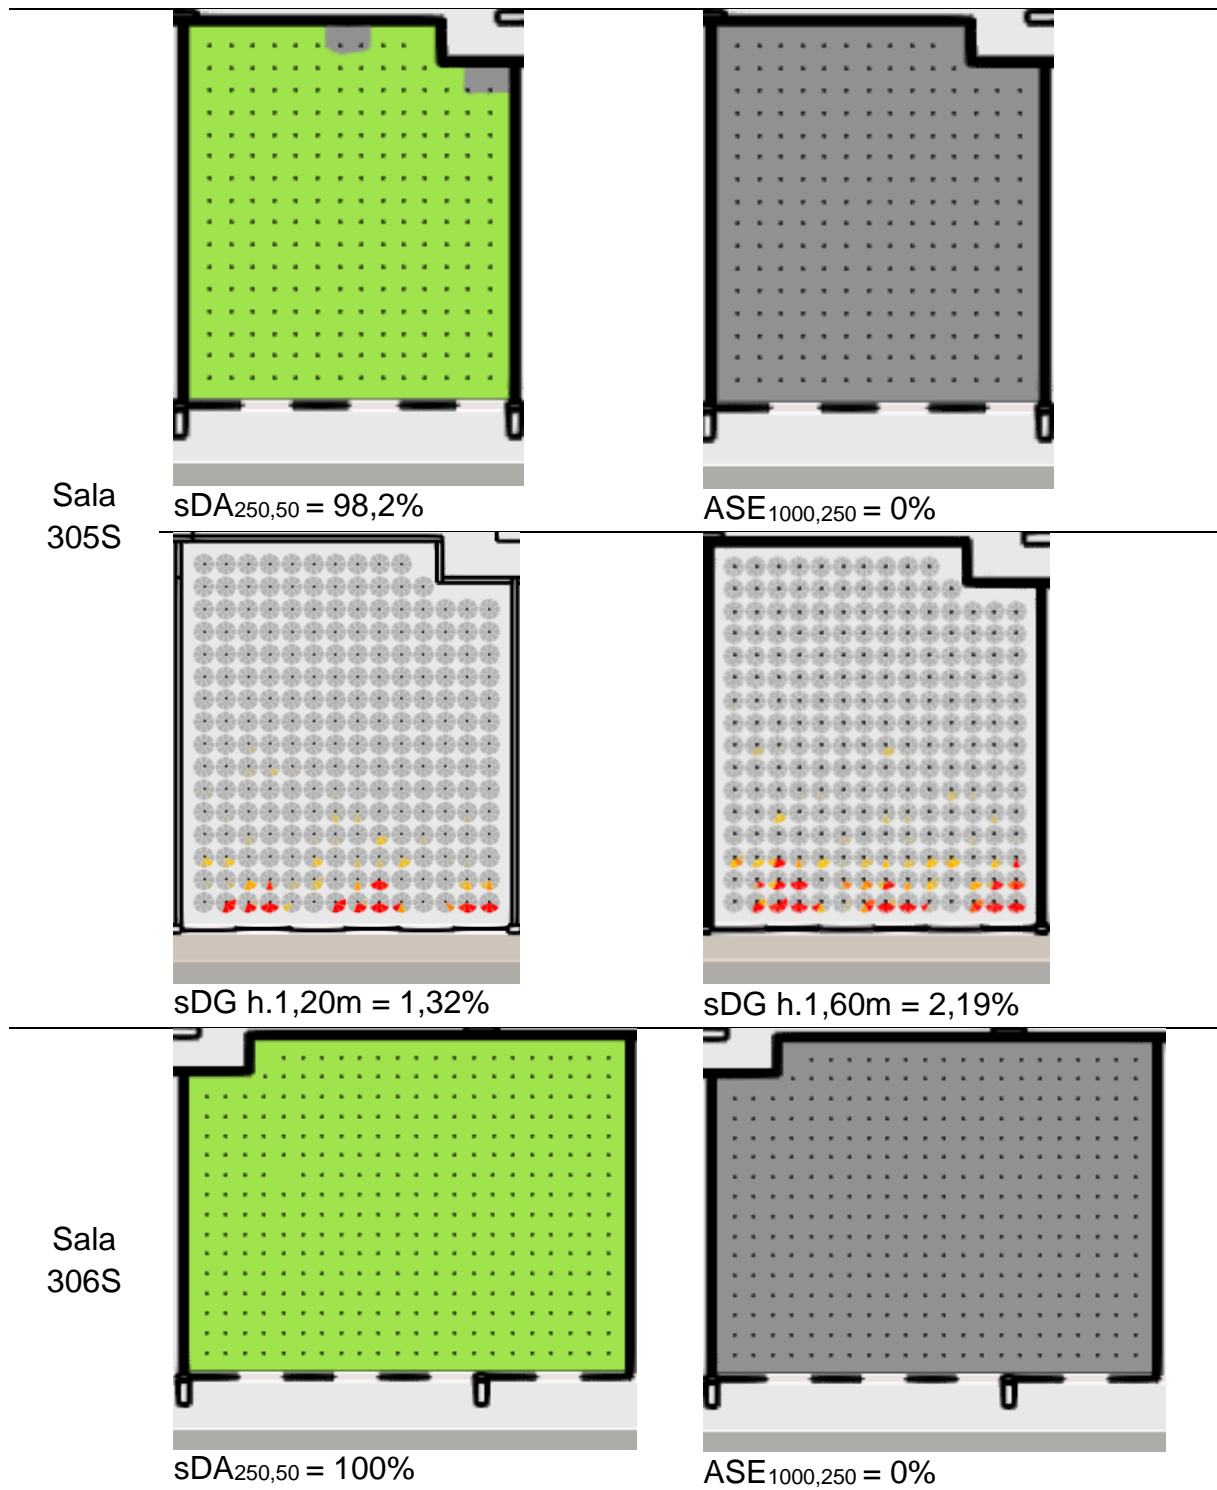 Sala
305S
sDA250,50 = 98,2%
ASE1000,250 = 0%
sDG h.1,20m = 1,32%
sDG h.1,60m = 2,19%
Sala
306S
sDA250,50 = 100%
ASE1000,250 = 0%